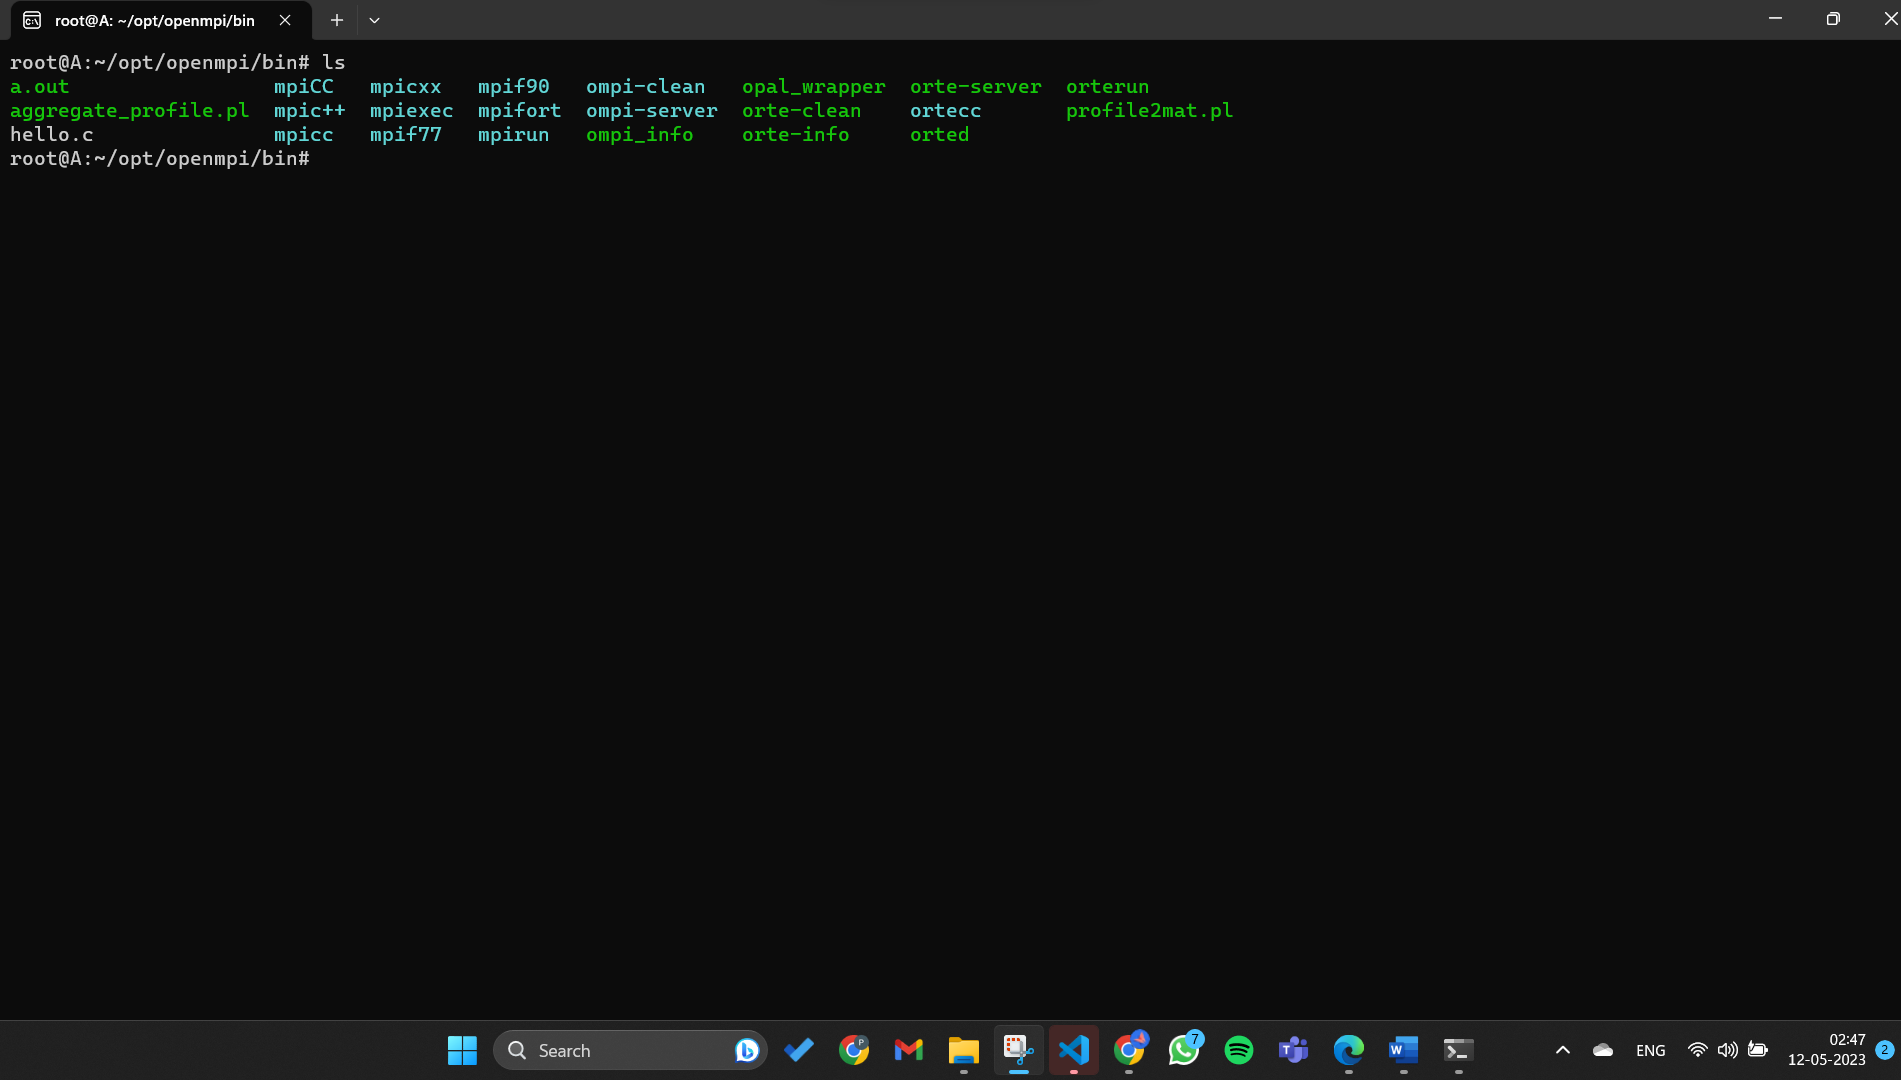 root@A: ~/opt/openmpi/bin
root@A:~/opt/openmpi/bin# ls
a.out mpiCC mpicxx mpif90 ompi-clean opal_wrapper orte-server orterun
aggregate_profile.pl mpic++ mpiexec mpifort ompi-server orte-clean ortecc profile2mat.pl
hello.c mpicc mpif77 mpirun ompi_info orte-info orted
root@A:~/opt/openmpi/bin#
Search
P
7
T
W
ENG
02:47
12-05-2023
2